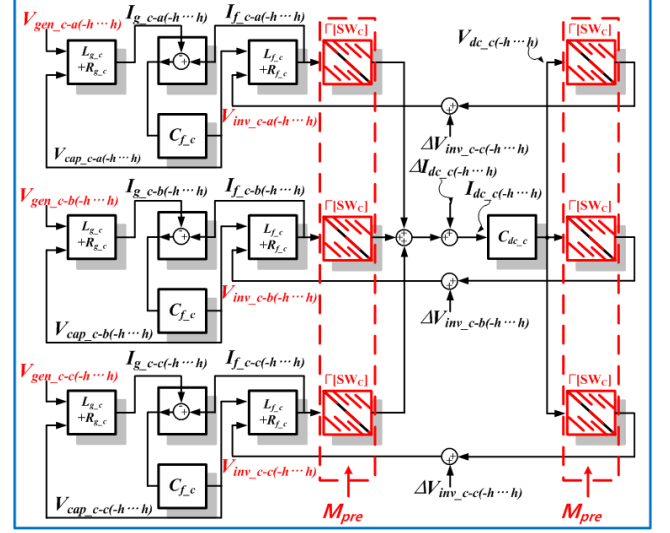 V_gen_c-a(-h⋯h) I_g_c-a(-h⋯h) I_f_c-a(-h⋯h) Γ[SW_C] V_dc_c(-h⋯h) Γ[SW_C]
L_g_c +R_g_c
L_f_c +R_f_c
C_f_c
V_inv_c-a(-h⋯h)
V_cap_c-a(-h⋯h)
ΔV_inv_c-c(-h⋯h)
ΔI_dc_c(-h⋯h)
I_dc_c(-h⋯h)
V_gen_c-b(-h⋯h) I_g_c-b(-h⋯h) I_f_c-b(-h⋯h) Γ[SW_C] Γ[SW_C]
L_g_c +R_g_c
L_f_c +R_f_c
C_dc_c
C_f_c
V_inv_c-b(-h⋯h)
V_cap_c-b(-h⋯h)
ΔV_inv_c-b(-h⋯h)
V_gen_c-c(-h⋯h) I_g_c-c(-h⋯h) I_f_c-c(-h⋯h) Γ[SW_C] Γ[SW_C]
L_g_c +R_g_c
L_f_c +R_f_c
C_f_c
V_inv_c-c(-h⋯h)
V_cap_c-c(-h⋯h)
ΔV_inv_c-c(-h⋯h)
M_pre M_pre